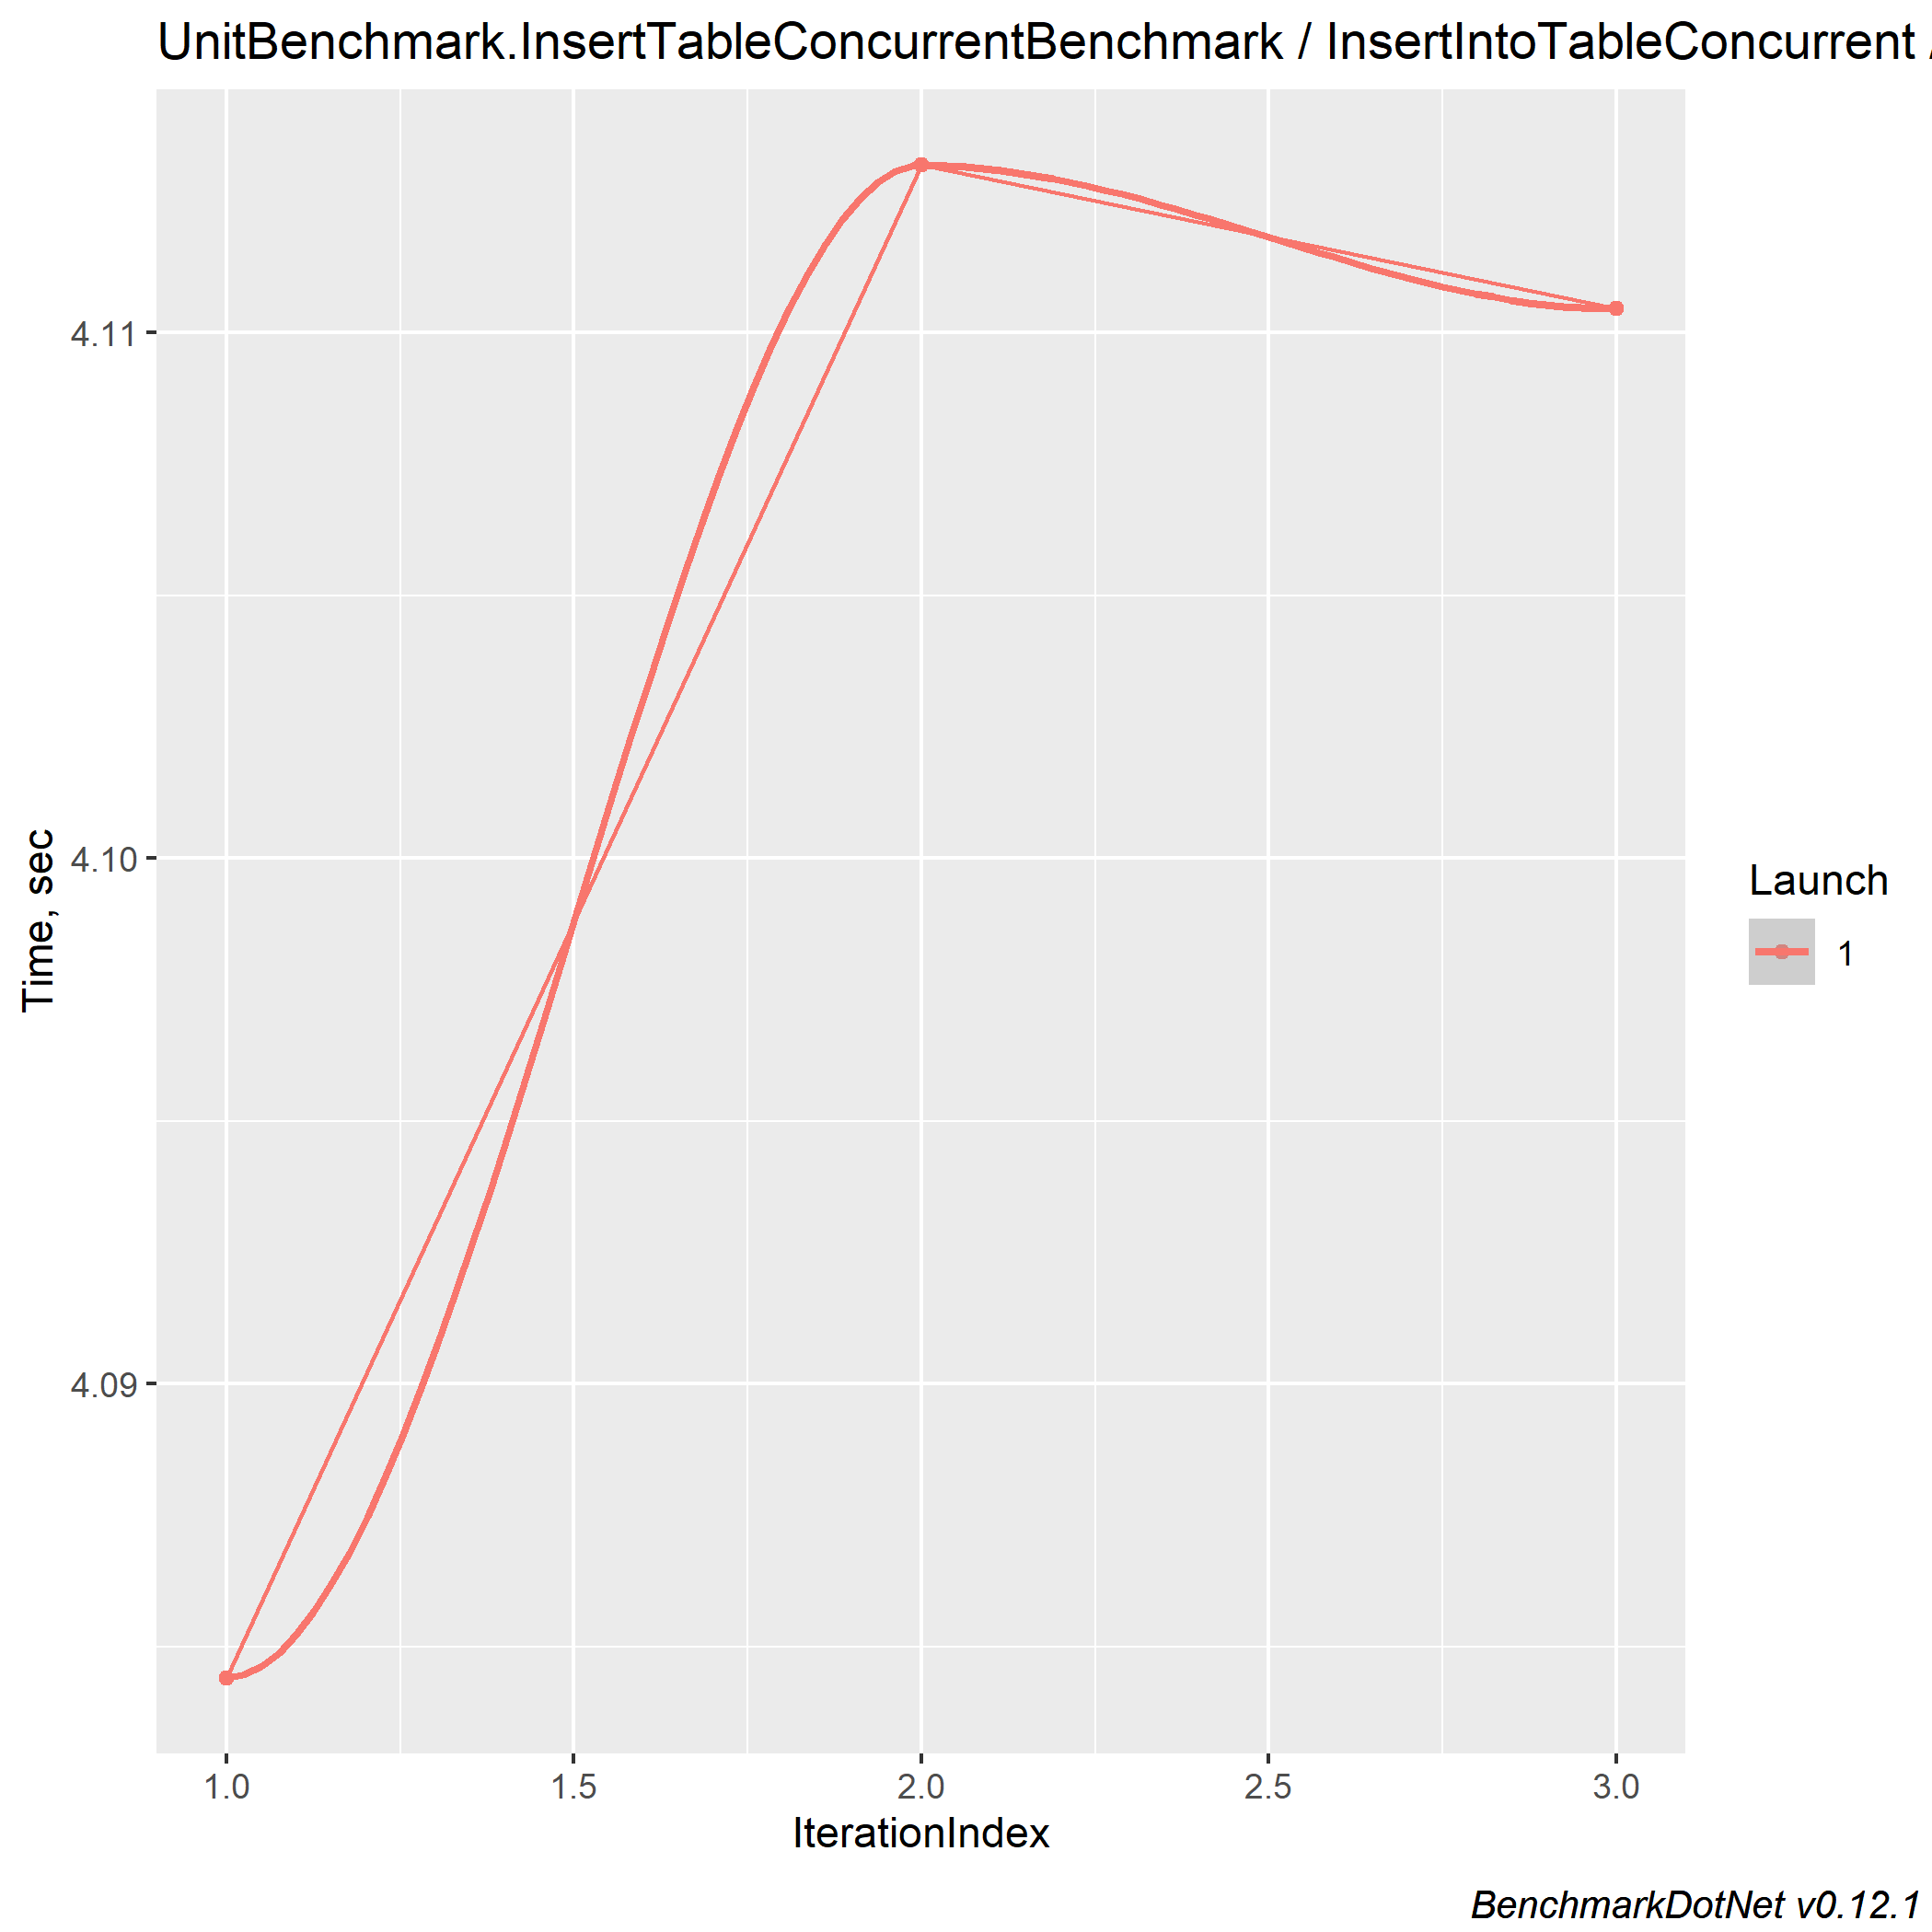 UnitBenchmark.InsertTableConcurrentBenchmark / InsertIntoTableConcurrent /
4.11
4.10
4.09
Time, sec
1.0 1.5 2.0 2.5 3.0
IterationIndex
Launch
1
BenchmarkDotNet v0.12.1